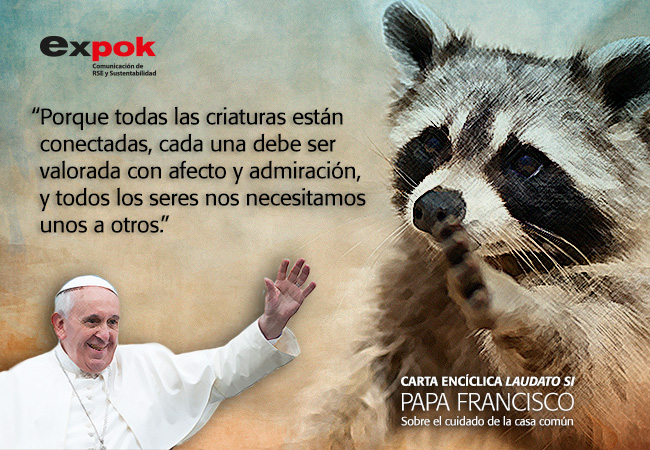 expok
Comunicación de
RSE y Sustentabilidad
“Porque todas las criaturas están
conectadas, cada una debe ser
valorada con afecto y admiración,
y todos los seres nos necesitamos
unos a otros.”
CARTA ENCÍCLICA LAUDATO SI
PAPA FRANCISCO
Sobre el cuidado de la casa común